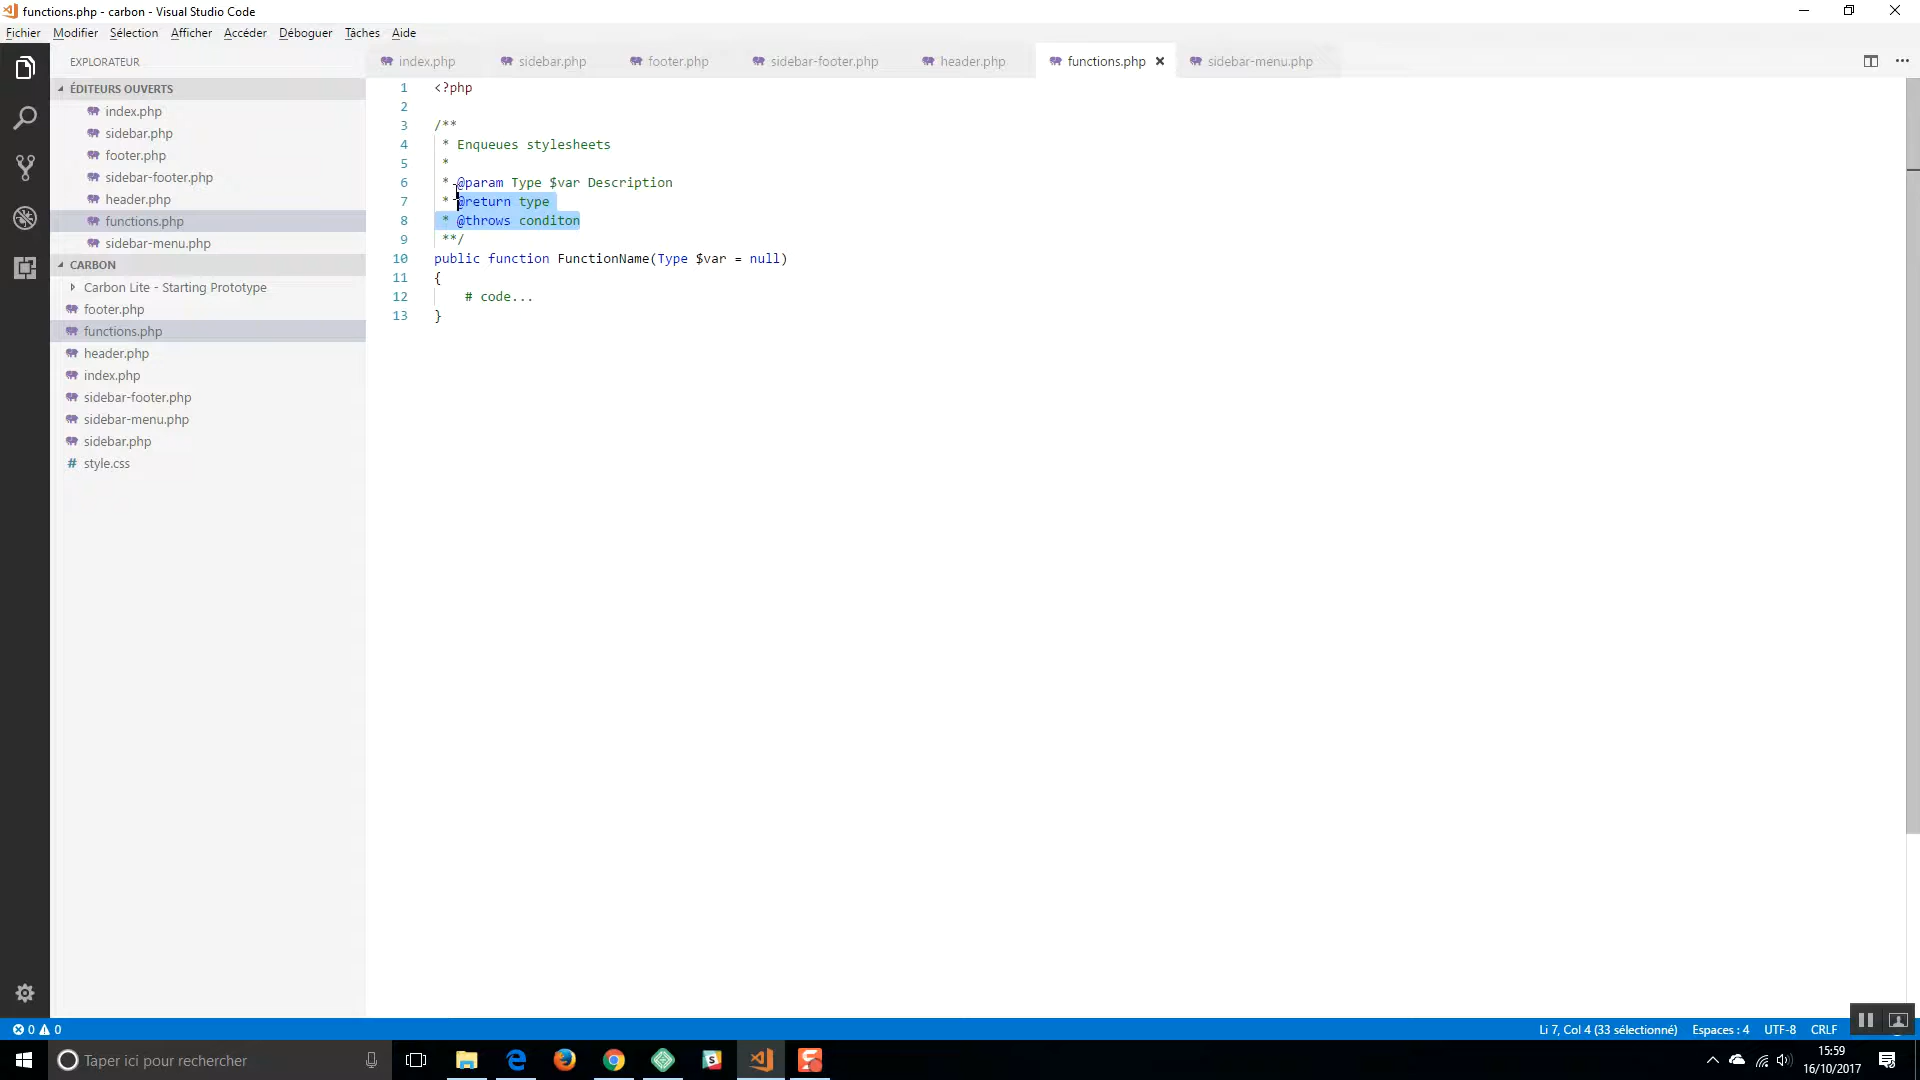 functions.php - carbon - Visual Studio Code
Fichier Modifier Sélection Afficher Accéder Déboguer Tâches Aide
EXPLORATEUR
ÉDITEURS OUVERTS
index.php
sidebar.php
footer.php
sidebar-footer.php
header.php
functions.php
sidebar-menu.php
CARBON
Carbon Lite - Starting Prototype
footer.php
functions.php
header.php
index.php
sidebar-footer.php
sidebar-menu.php
sidebar.php
# style.css
index.php sidebar.php footer.php sidebar-footer.php header.php functions.php sidebar-menu.php
1 <?php
2
3 /**
4 * Enqueues stylesheets
5 *
6 * @param Type $var Description
7 * @return type
8 * @throws conditon
9 **/
10 public function FunctionName(Type $var = null)
11 {
12 # code...
13 }
0 0
Li 7, Col 4 (33 sélectionné) Espaces : 4 UTF-8 CRLF
Taper ici pour rechercher
15:59
16/10/2017